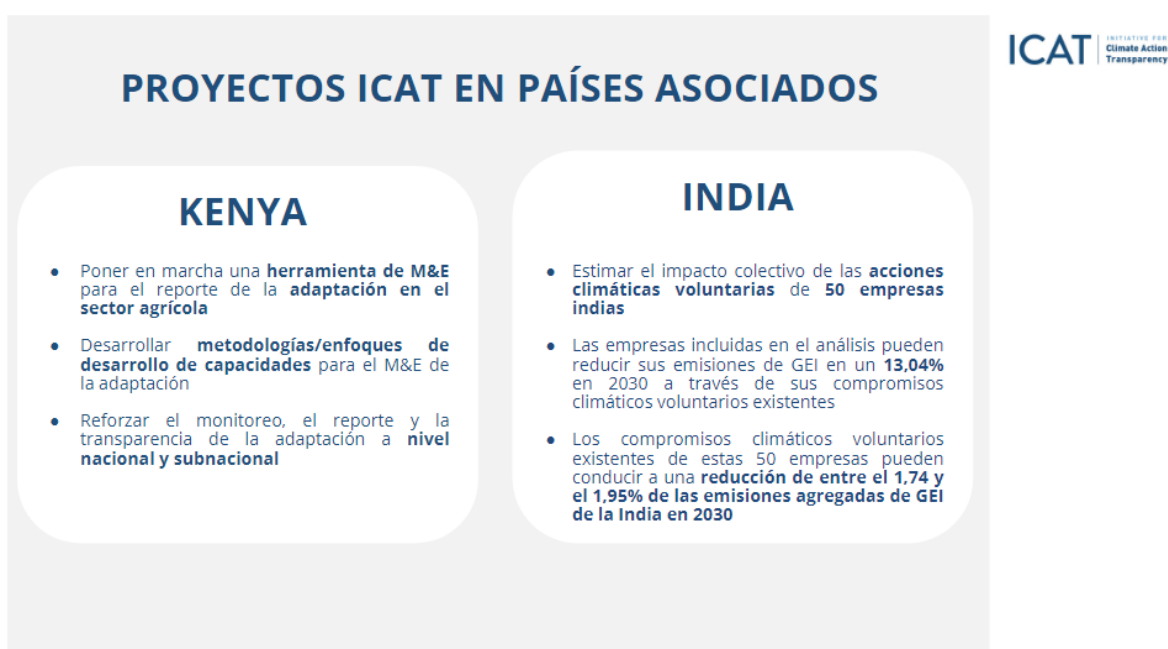 ICAT
INITIATIVE FOR
Climate Action
Transparency
PROYECTOS ICAT EN PAÍSES ASOCIADOS
KENYA
● Poner en marcha una herramienta de M&E
para el reporte de la adaptación en el
sector agrícola
● Desarrollar metodologías/enfoques de
desarrollo de capacidades para el M&E de
la adaptación
● Reforzar el monitoreo, el reporte y la
transparencia de la adaptación a nivel
nacional y subnacional
INDIA
● Estimar el impacto colectivo de las acciones
climáticas voluntarias de 50 empresas
indias
● Las empresas incluidas en el análisis pueden
reducir sus emisiones de GEI en un 13,04%
en 2030 a través de sus compromisos
climáticos voluntarios existentes
● Los compromisos climáticos voluntarios
existentes de estas 50 empresas pueden
conducir a una reducción de entre el 1,74 y
el 1,95% de las emisiones agregadas de GEI
de la India en 2030